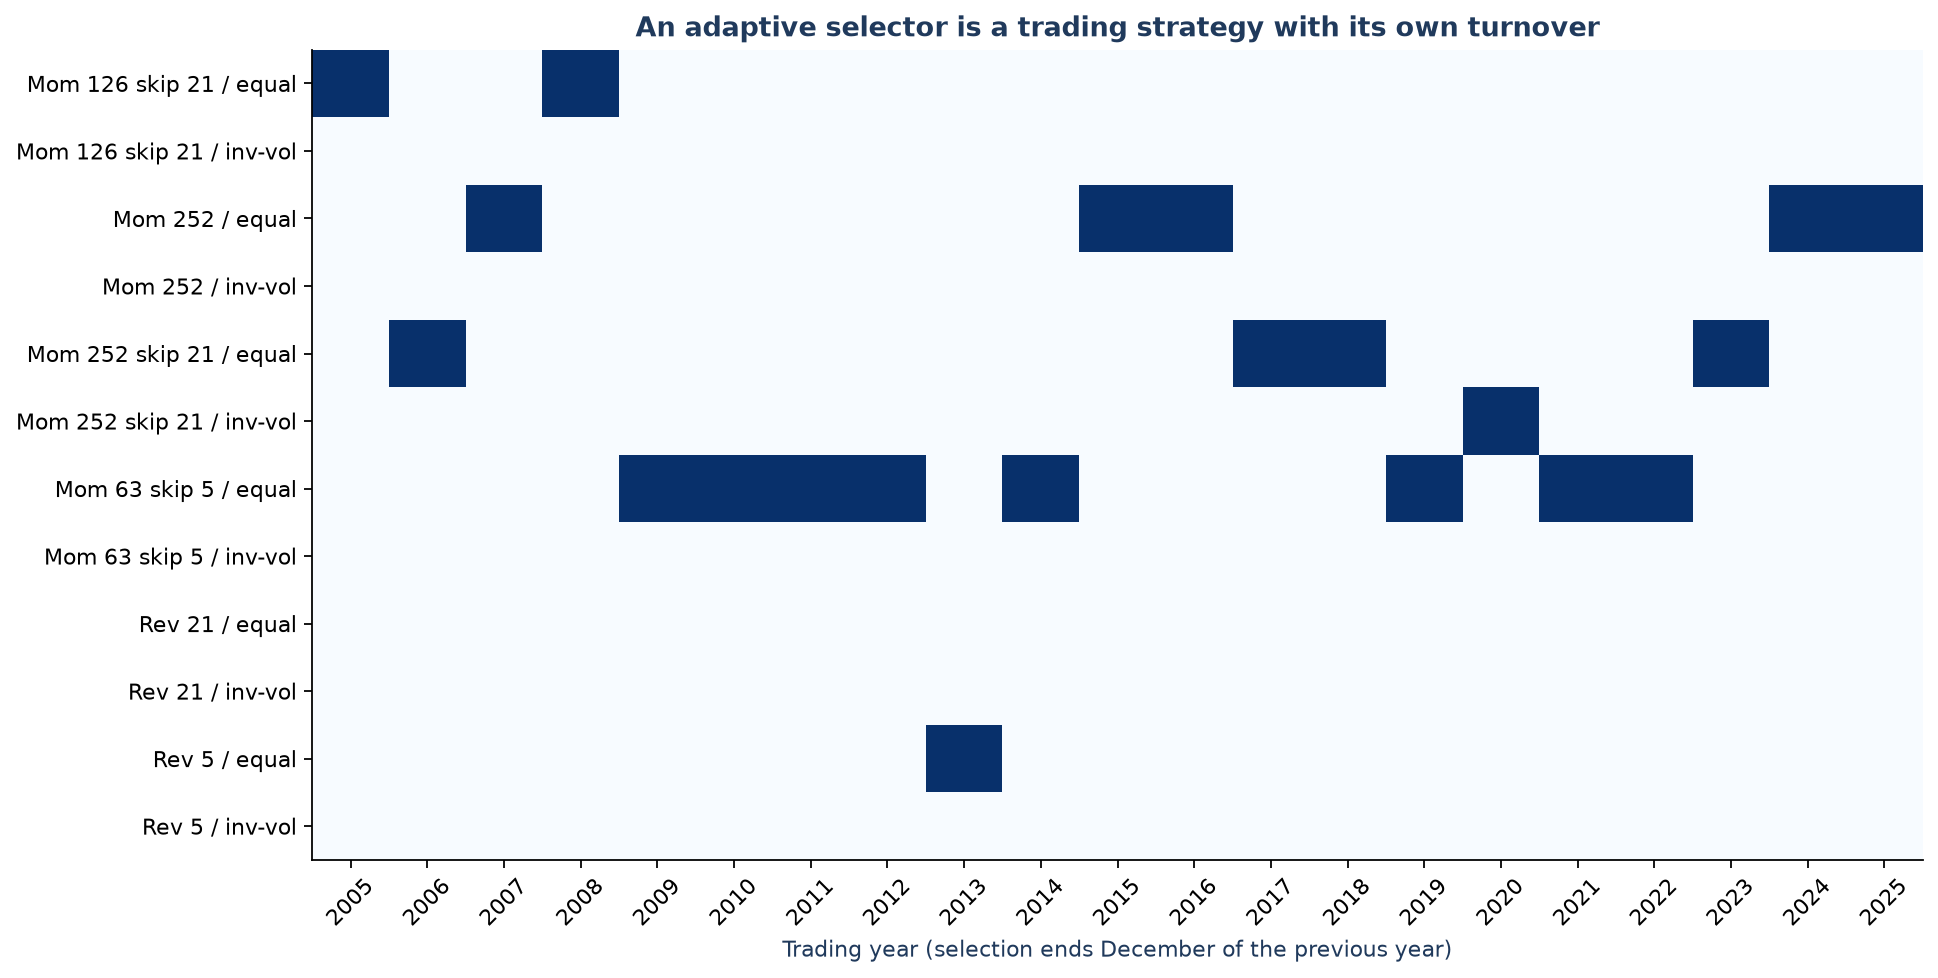 An adaptive selector is a trading strategy with its own turnover
Mom 126 skip 21 / equal
Mom 126 skip 21 / inv-vol
Mom 252 / equal
Mom 252 / inv-vol
Mom 252 skip 21 / equal
Mom 252 skip 21 / inv-vol
Mom 63 skip 5 / equal
Mom 63 skip 5 / inv-vol
Rev 21 / equal
Rev 21 / inv-vol
Rev 5 / equal
Rev 5 / inv-vol
2005 2006 2007 2008 2009 2010 2011 2012 2013 2014 2015 2016 2017 2018 2019 2020 2021 2022 2023 2024 2025
Trading year (selection ends December of the previous year)